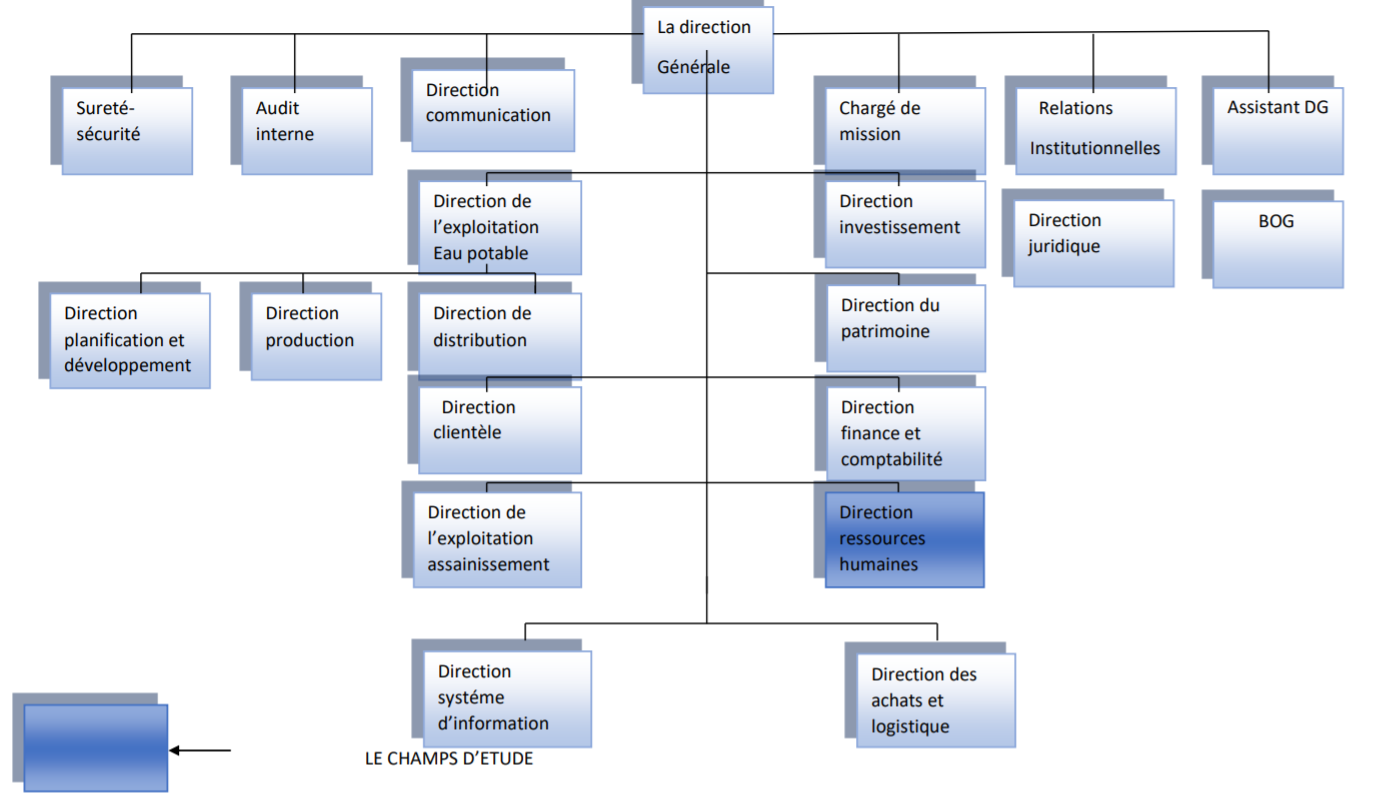 La direction
Générale
Sureté-
sécurité
Audit
interne
Direction
communication
Chargé de
mission
Relations
Institutionnelles
Assistant DG
Direction de
l’exploitation
Eau potable
Direction
investissement
Direction
juridique
BOG
Direction
planification et
développement
Direction
production
Direction de
distribution
Direction du
patrimoine
Direction
clientèle
Direction
finance et
comptabilité
Direction de
l’exploitation
assainissement
Direction
ressources
humaines
Direction
systéme
d’information
Direction des
achats et
logistique
LE CHAMPS D’ETUDE